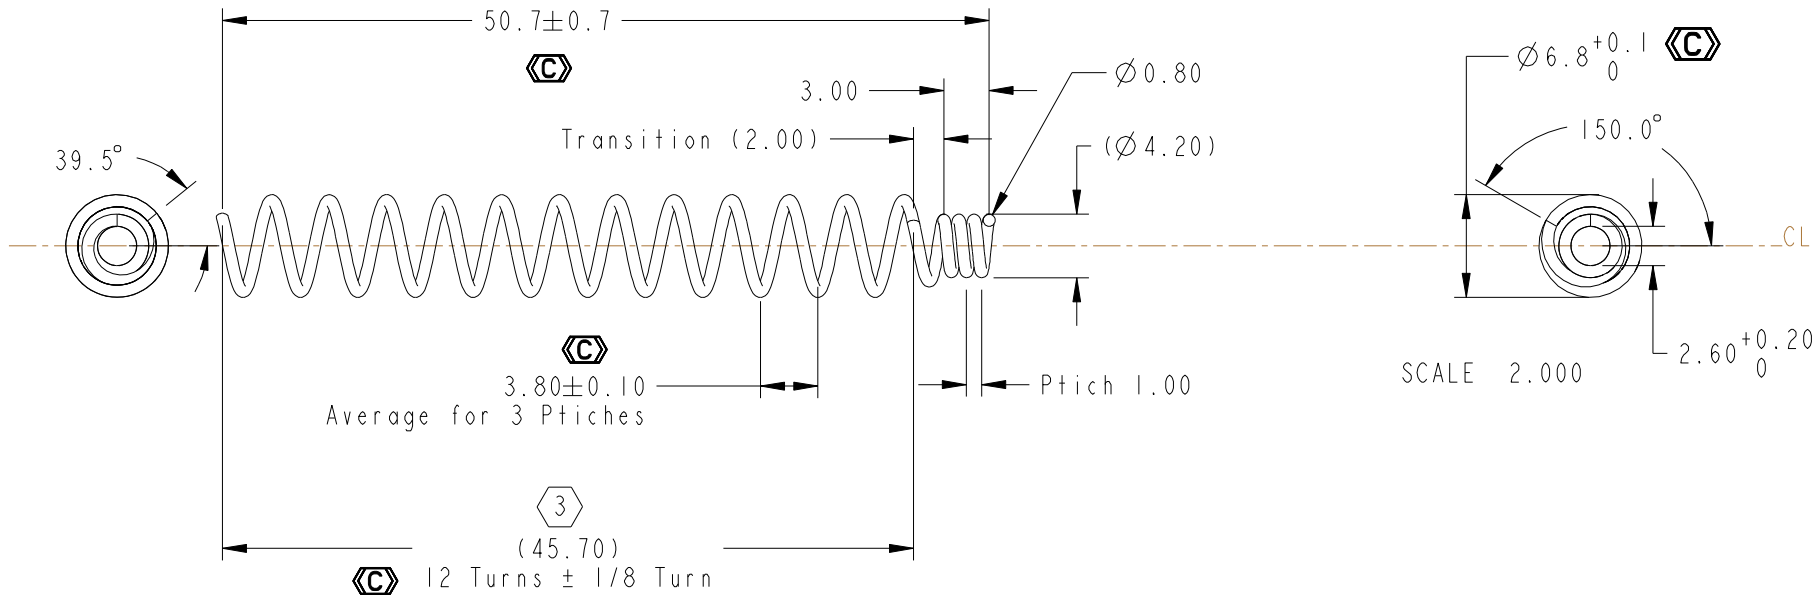 50.7±0.7
C
3.00
Ø0.80
Ø6.8 +0.1 0
C
Transition (2.00)
(Ø4.20)
150.0°
39.5°
CL
C
3.80±0.10
Average for 3 Ptiches
Ptich 1.00
SCALE 2.000
2.60 +0.20 0
3
(45.70)
C 12 Turns ± 1/8 Turn